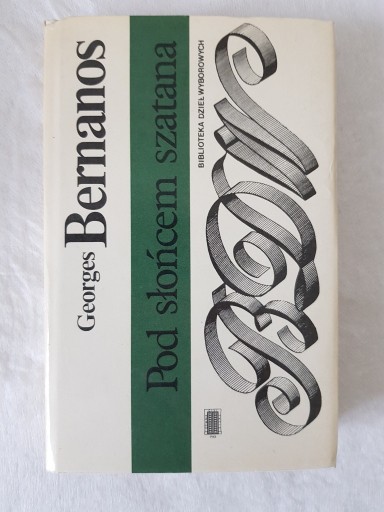 Georges Bernanos
Pod słońcem szatana
BIBLIOTEKA DZIEŁ WYBOROWYCH